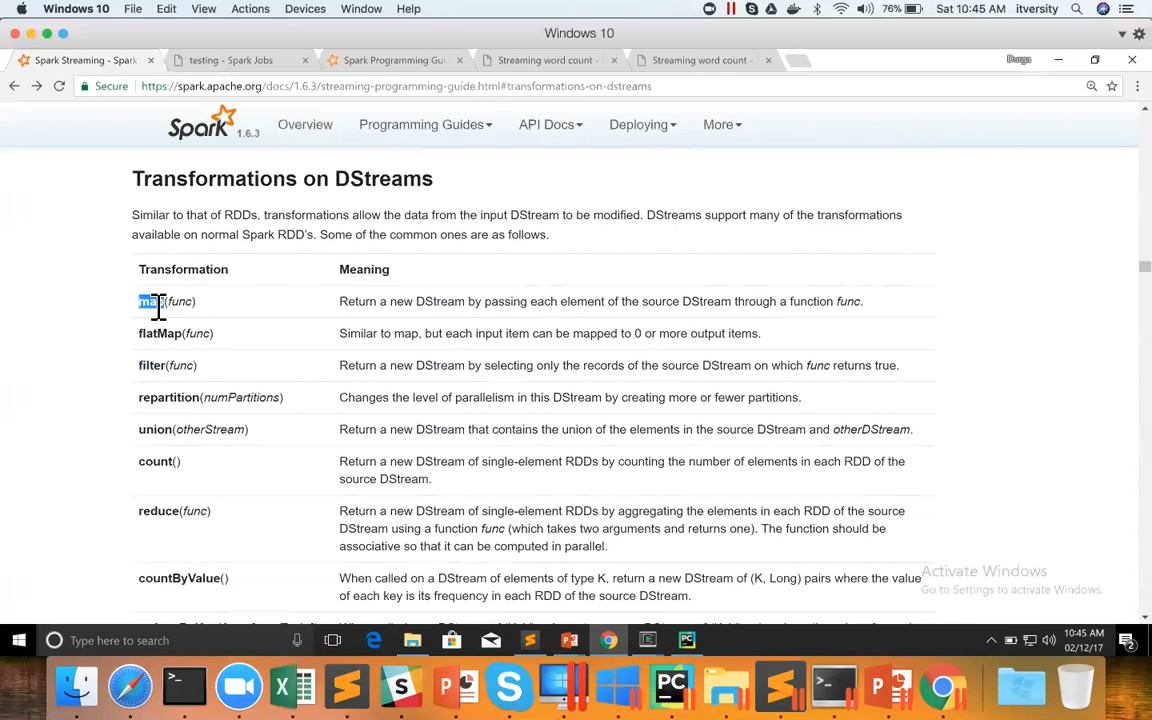 Windows 10 File Edit View Actions Devices Window Help 76% Sat 10:45 AM itversity
Windows 10
Spark Streaming - Spark testing - Spark Jobs Spark Programming Gui Streaming word count - Streaming word count - Durga
Secure https://spark.apache.org/docs/1.6.3/streaming-programming-guide.html#transformations-on-dstreams
Spark 1.6.3 Overview Programming Guides API Docs Deploying More
Transformations on DStreams
Similar to that of RDDs, transformations allow the data from the input DStream to be modified. DStreams support many of the transformations
available on normal Spark RDD's. Some of the common ones are as follows.
Transformation Meaning
map(func) Return a new DStream by passing each element of the source DStream through a function func.
flatMap(func) Similar to map, but each input item can be mapped to 0 or more output items.
filter(func) Return a new DStream by selecting only the records of the source DStream on which func returns true.
repartition(numPartitions) Changes the level of parallelism in this DStream by creating more or fewer partitions.
union(otherStream) Return a new DStream that contains the union of the elements in the source DStream and otherDStream.
count() Return a new DStream of single-element RDDs by counting the number of elements in each RDD of the
source DStream.
reduce(func) Return a new DStream of single-element RDDs by aggregating the elements in each RDD of the source
DStream using a function func (which takes two arguments and returns one). The function should be
associative so that it can be computed in parallel.
countByValue() When called on a DStream of elements of type K, return a new DStream of (K, Long) pairs where the value
of each key is its frequency in each RDD of the source DStream.
Activate Windows
Go to Settings to activate Windows.
Type here to search
10:45 AM
02/12/17